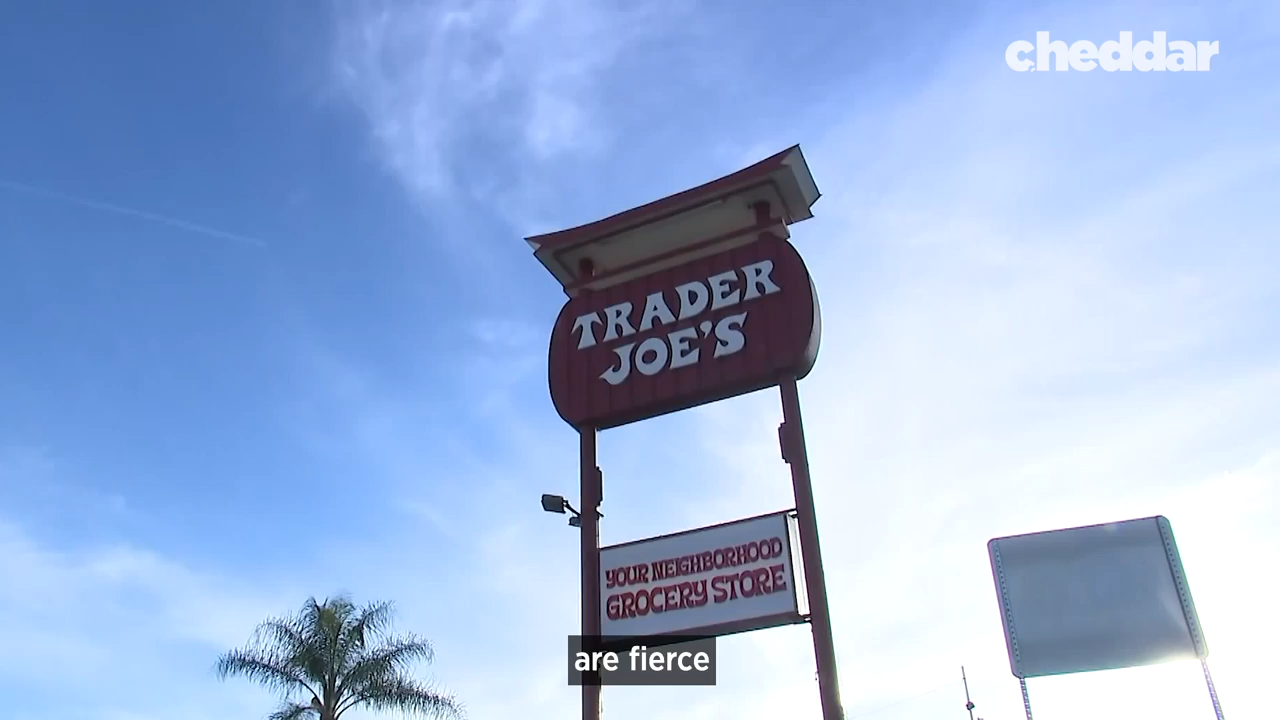 cheddar
TRADER
JOE'S
YOUR NEIGHBORHOOD
GROCERY STORE
are fierce